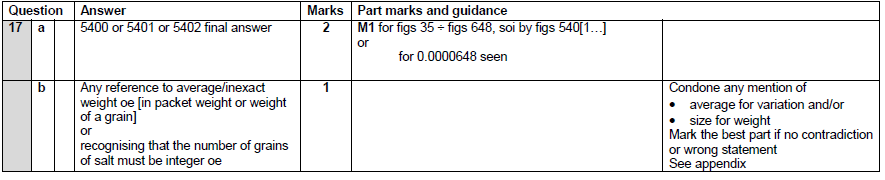 Question Answer Marks Part marks and guidance
17 a 5400 or 5401 or 5402 final answer 2 M1 for figs 35 ÷ figs 648, soi by figs 540[1…]
or
for 0.0000648 seen
b Any reference to average/inexact 1 Condone any mention of
weight oe [in packet weight or weight • average for variation and/or
of a grain] • size for weight
or Mark the best part if no contradiction
recognising that the number of grains or wrong statement
of salt must be integer oe See appendix